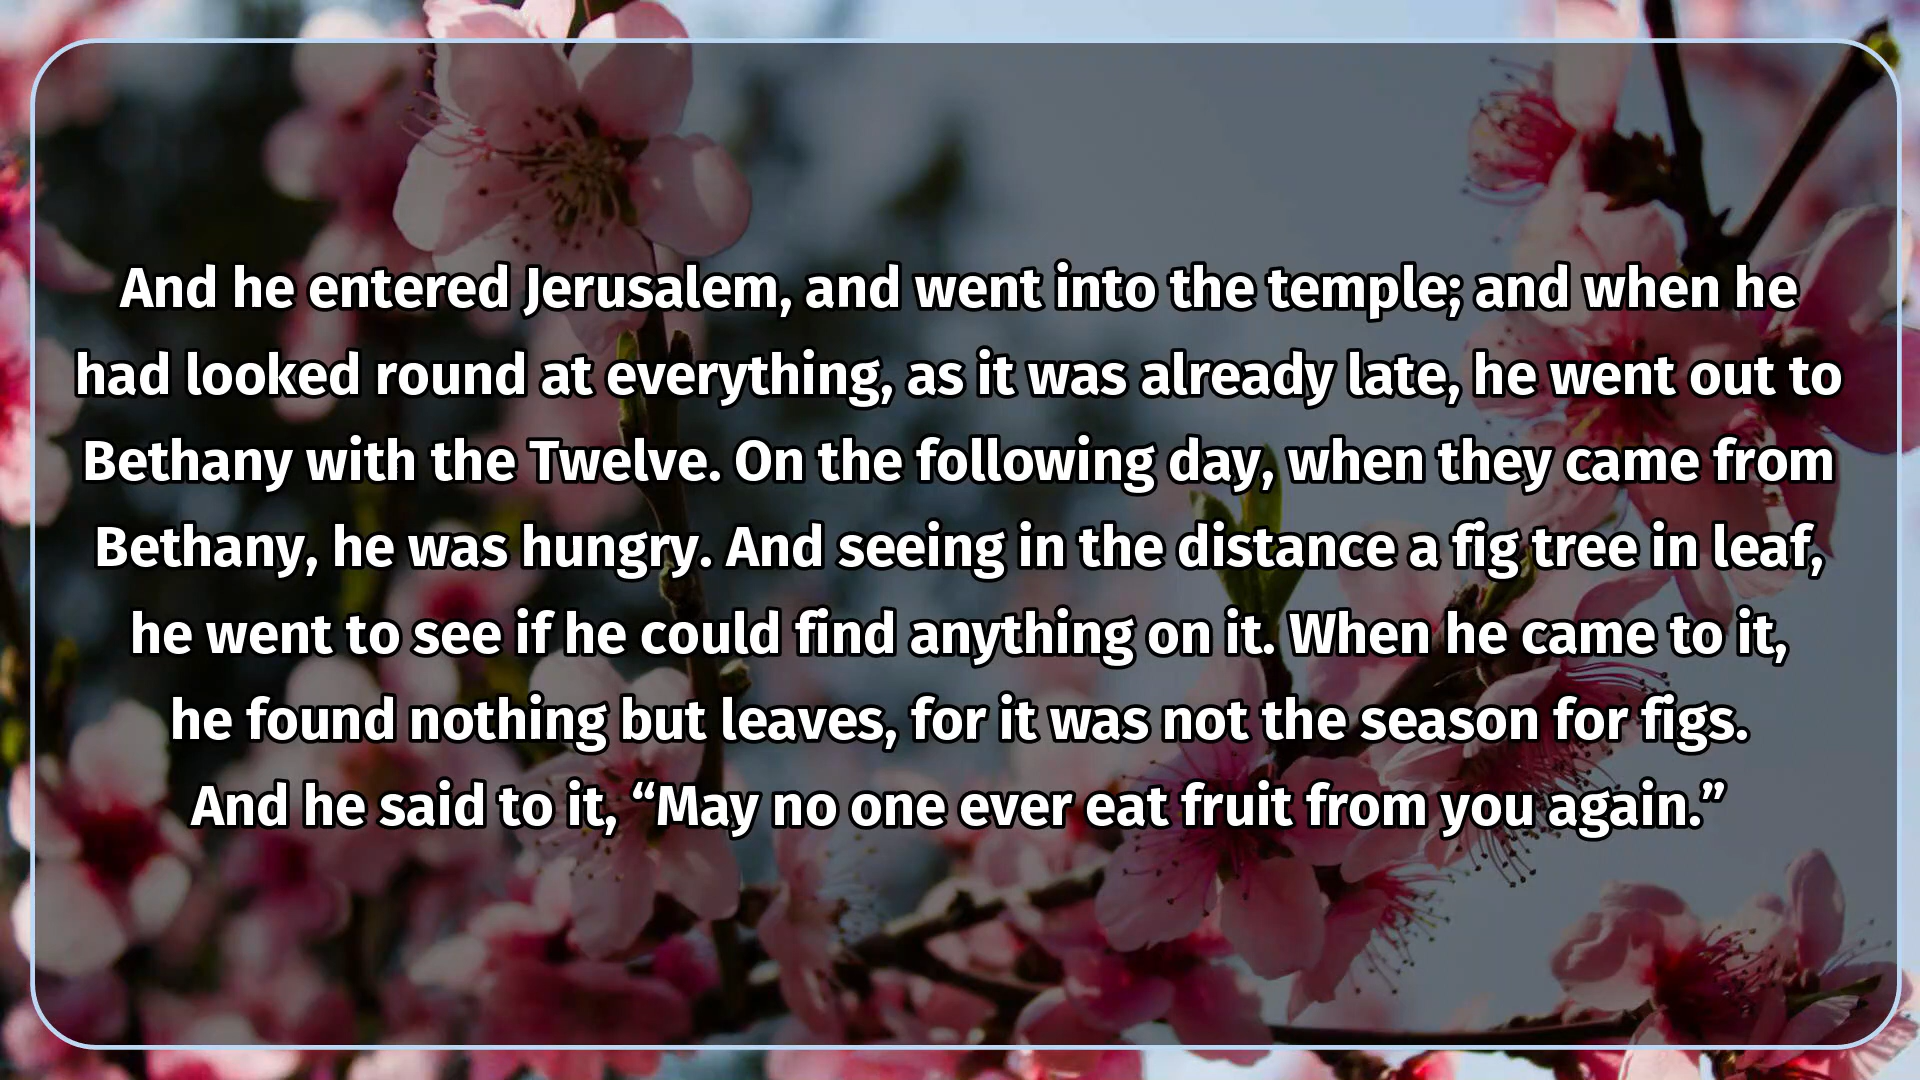 And he entered Jerusalem, and went into the temple; and when he
had looked round at everything, as it was already late, he went out to
Bethany with the Twelve. On the following day, when they came from
Bethany, he was hungry. And seeing in the distance a fig tree in leaf,
he went to see if he could find anything on it. When he came to it,
he found nothing but leaves, for it was not the season for figs.
And he said to it, “May no one ever eat fruit from you again.”